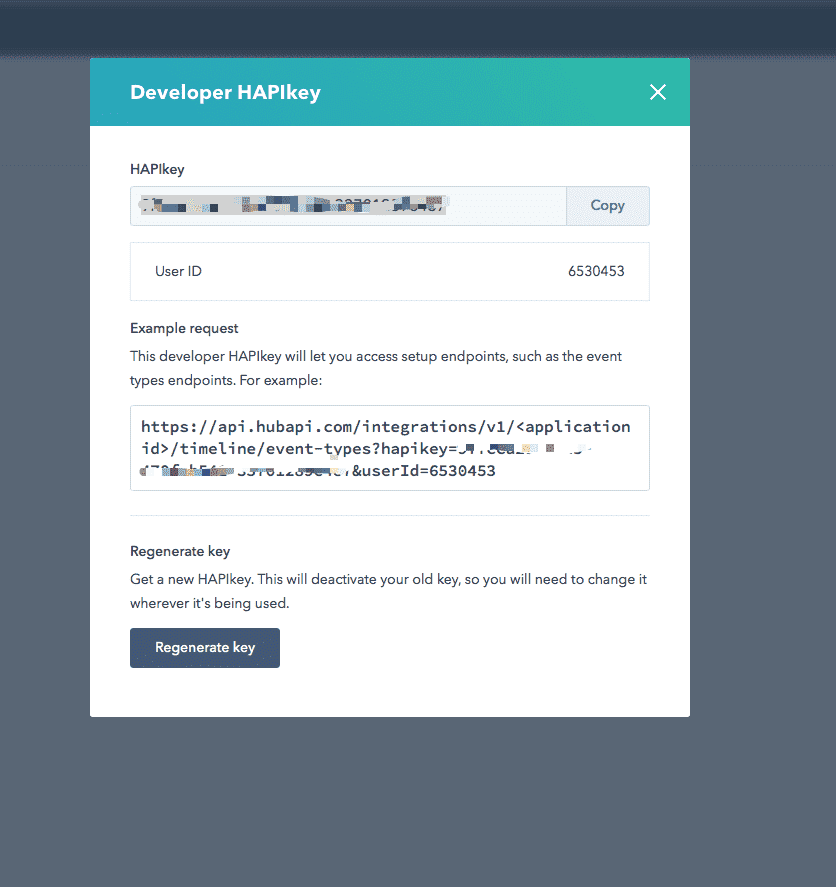 Developer HAPIkey
HAPIkey
Copy
User ID 6530453
Example request
This developer HAPIkey will let you access setup endpoints, such as the event
types endpoints. For example:
https://api.hubapi.com/integrations/v1/<application
id>/timeline/event-types?hapikey=
&userId=6530453
Regenerate key
Get a new HAPIkey. This will deactivate your old key, so you will need to change it
wherever it's being used.
Regenerate key